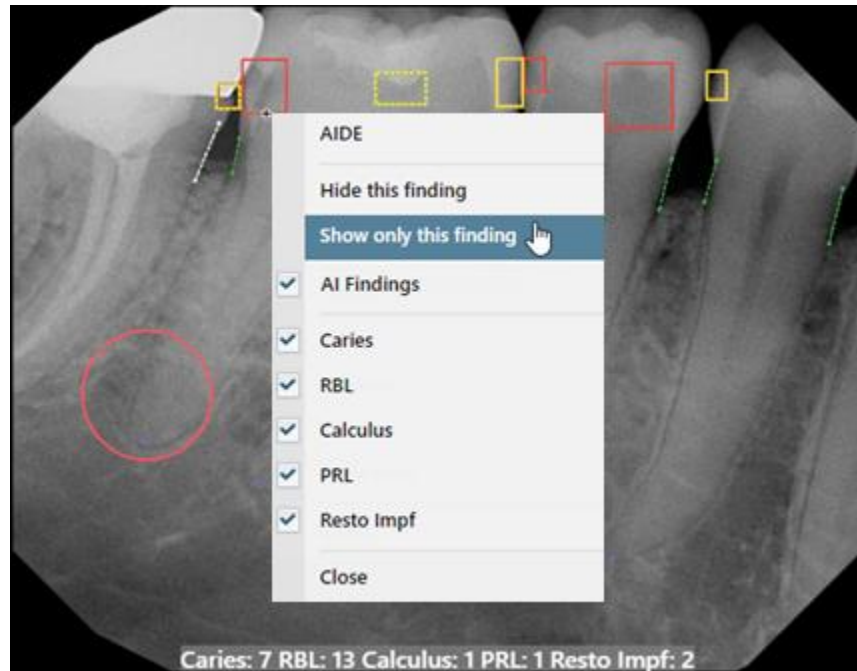 AIDE
Hide this finding
Show only this finding
AI Findings
Caries
RBL
Calculus
PRL
Resto Impf
Close
Caries: 7 RBL: 13 Calculus: 1 PRL: 1 Resto Impf: 2